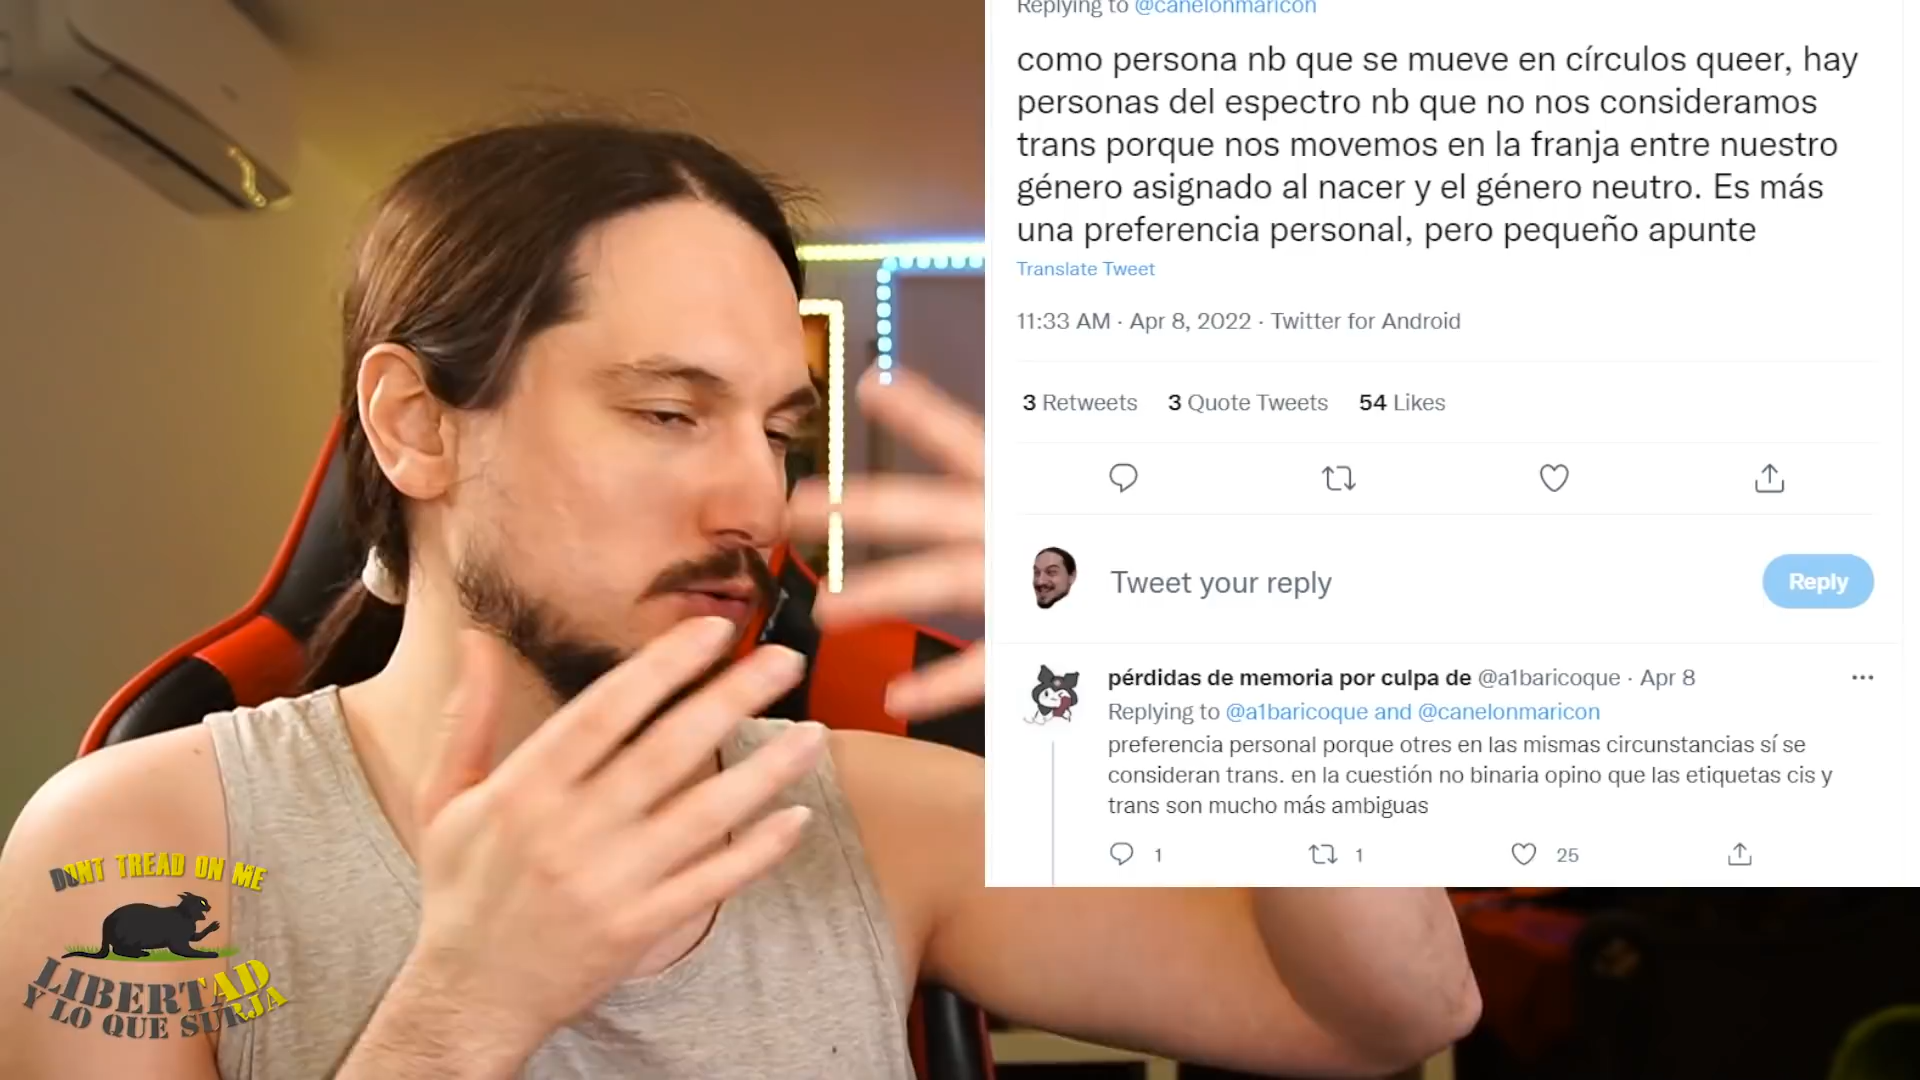 Replying to @canelonmaricon
como persona nb que se mueve en círculos queer, hay
personas del espectro nb que no nos consideramos
trans porque nos movemos en la franja entre nuestro
género asignado al nacer y el género neutro. Es más
una preferencia personal, pero pequeño apunte
Translate Tweet
11:33 AM · Apr 8, 2022 · Twitter for Android
3 Retweets 3 Quote Tweets 54 Likes
Tweet your reply
Reply
pérdidas de memoria por culpa de @a1baricoque · Apr 8
Replying to @a1baricoque and @canelonmaricon
preferencia personal porque otres en las mismas circunstancias sí se
consideran trans. en la cuestión no binaria opino que las etiquetas cis y
trans son mucho más ambiguas
1 1 25
DONT TREAD ON ME
LIBERTAD
Y LO QUE SURJA